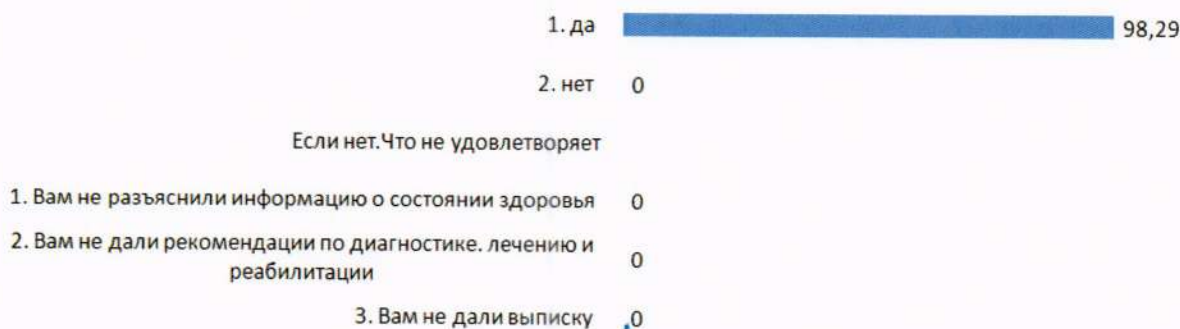 1. да 98,29
2. нет 0
Если нет.Что не удовлетворяет
1. Вам не разъяснили информацию о состоянии здоровья 0
2. Вам не дали рекомендации по диагностике. лечению и
реабилитации 0
3. Вам не дали выписку 0